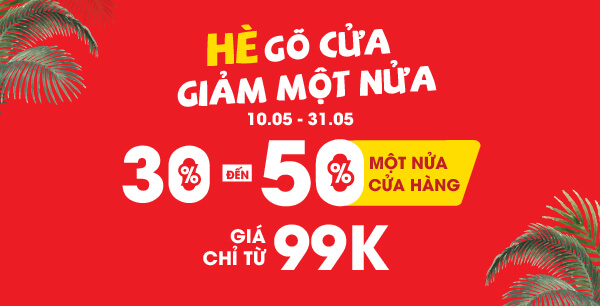 HÈ GÕ CỬA
GIẢM MỘT NỬA
10.05 - 31.05
30% ĐẾN 50% MỘT NỬA
CỬA HÀNG
GIÁ
CHỈ TỪ 99K